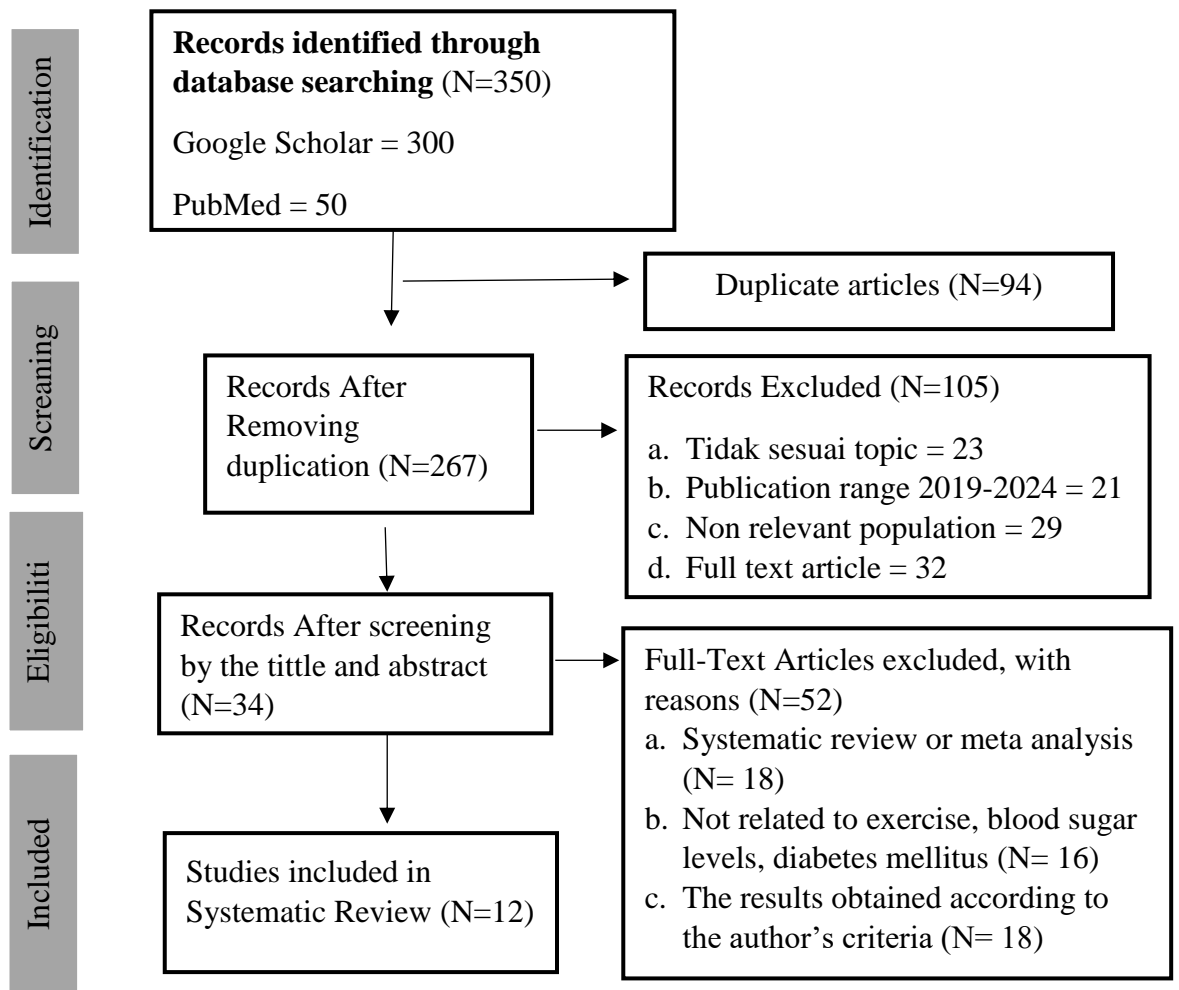 Identification
Records identified through
database searching (N=350)
Google Scholar = 300
PubMed = 50
Duplicate articles (N=94)
Screaning
Records After
Removing
duplication (N=267)
Records Excluded (N=105)
a. Tidak sesuai topic = 23
b. Publication range 2019-2024 = 21
c. Non relevant population = 29
d. Full text article = 32
Eligibiliti
Records After screening
by the tittle and abstract
(N=34)
Full-Text Articles excluded, with
reasons (N=52)
a. Systematic review or meta analysis
(N= 18)
b. Not related to exercise, blood sugar
levels, diabetes mellitus (N= 16)
c. The results obtained according to
the author’s criteria (N= 18)
Included
Studies included in
Systematic Review (N=12)